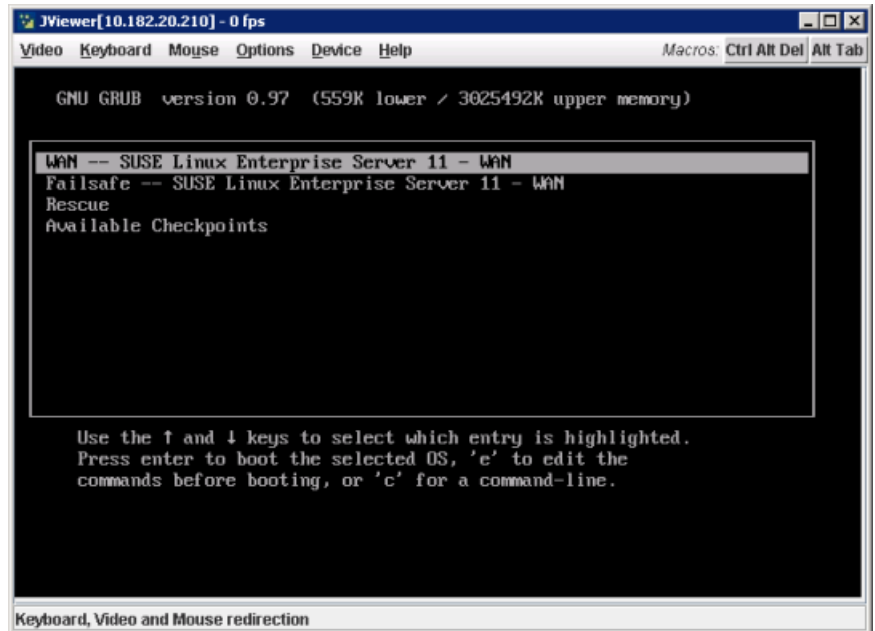 JViewer[10.182.20.210] - 0 fps
Video Keyboard Mouse Options Device Help Macros: Ctrl Alt Del Alt Tab
GNU GRUB version 0.97 (559K lower / 3025492K upper memory)
WAN -- SUSE Linux Enterprise Server 11 - WAN
Failsafe -- SUSE Linux Enterprise Server 11 - WAN
Rescue
Available Checkpoints
Use the ↑ and ↓ keys to select which entry is highlighted.
Press enter to boot the selected OS, 'e' to edit the
commands before booting, or 'c' for a command-line.
Keyboard, Video and Mouse redirection